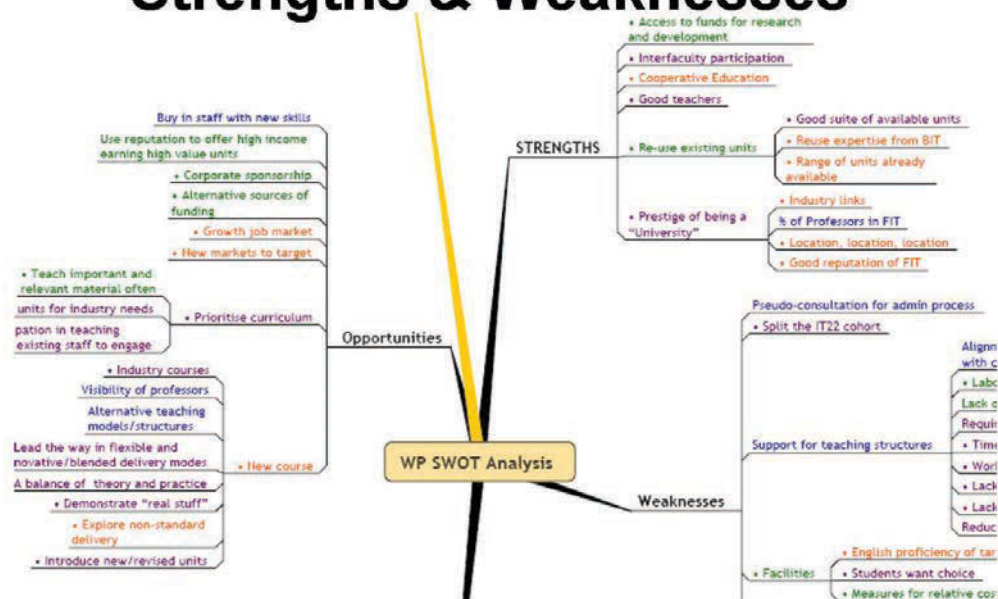 Strengths & Weaknesses
• Access to funds for research
and development
• Interfaculty participation
• Cooperative Education
• Good teachers
STRENGTHS
• Re-use existing units
• Good suite of available units
• Reuse expertise from BIT
• Range of units already
available
• Prestige of being a
"University"
• Industry links
% of Professors in FIT
• Location, location, location
• Good reputation of FIT
Buy in staff with new skills
Use reputation to offer high income
earning high value units
• Corporate sponsorship
• Alternative sources of
funding
• Growth job market
• New markets to target
• Teach important and
relevant material often
units for industry needs
pation in teaching
existing staff to engage
• Prioritise curriculum
Opportunities
• Industry courses
Visibility of professors
Alternative teaching
models/structures
Lead the way in flexible and
novative/blended delivery modes
A balance of theory and practice
• Demonstrate "real stuff"
• Explore non-standard
delivery
• Introduce new/revised units
• New course
WP SWOT Analysis
Weaknesses
Pseudo-consultation for admin process
• Split the IT22 cohort
Support for teaching structures
with
• Lack
• Lack
• Facilities
• English proficiency of
• Students want choice
• Measures for relative